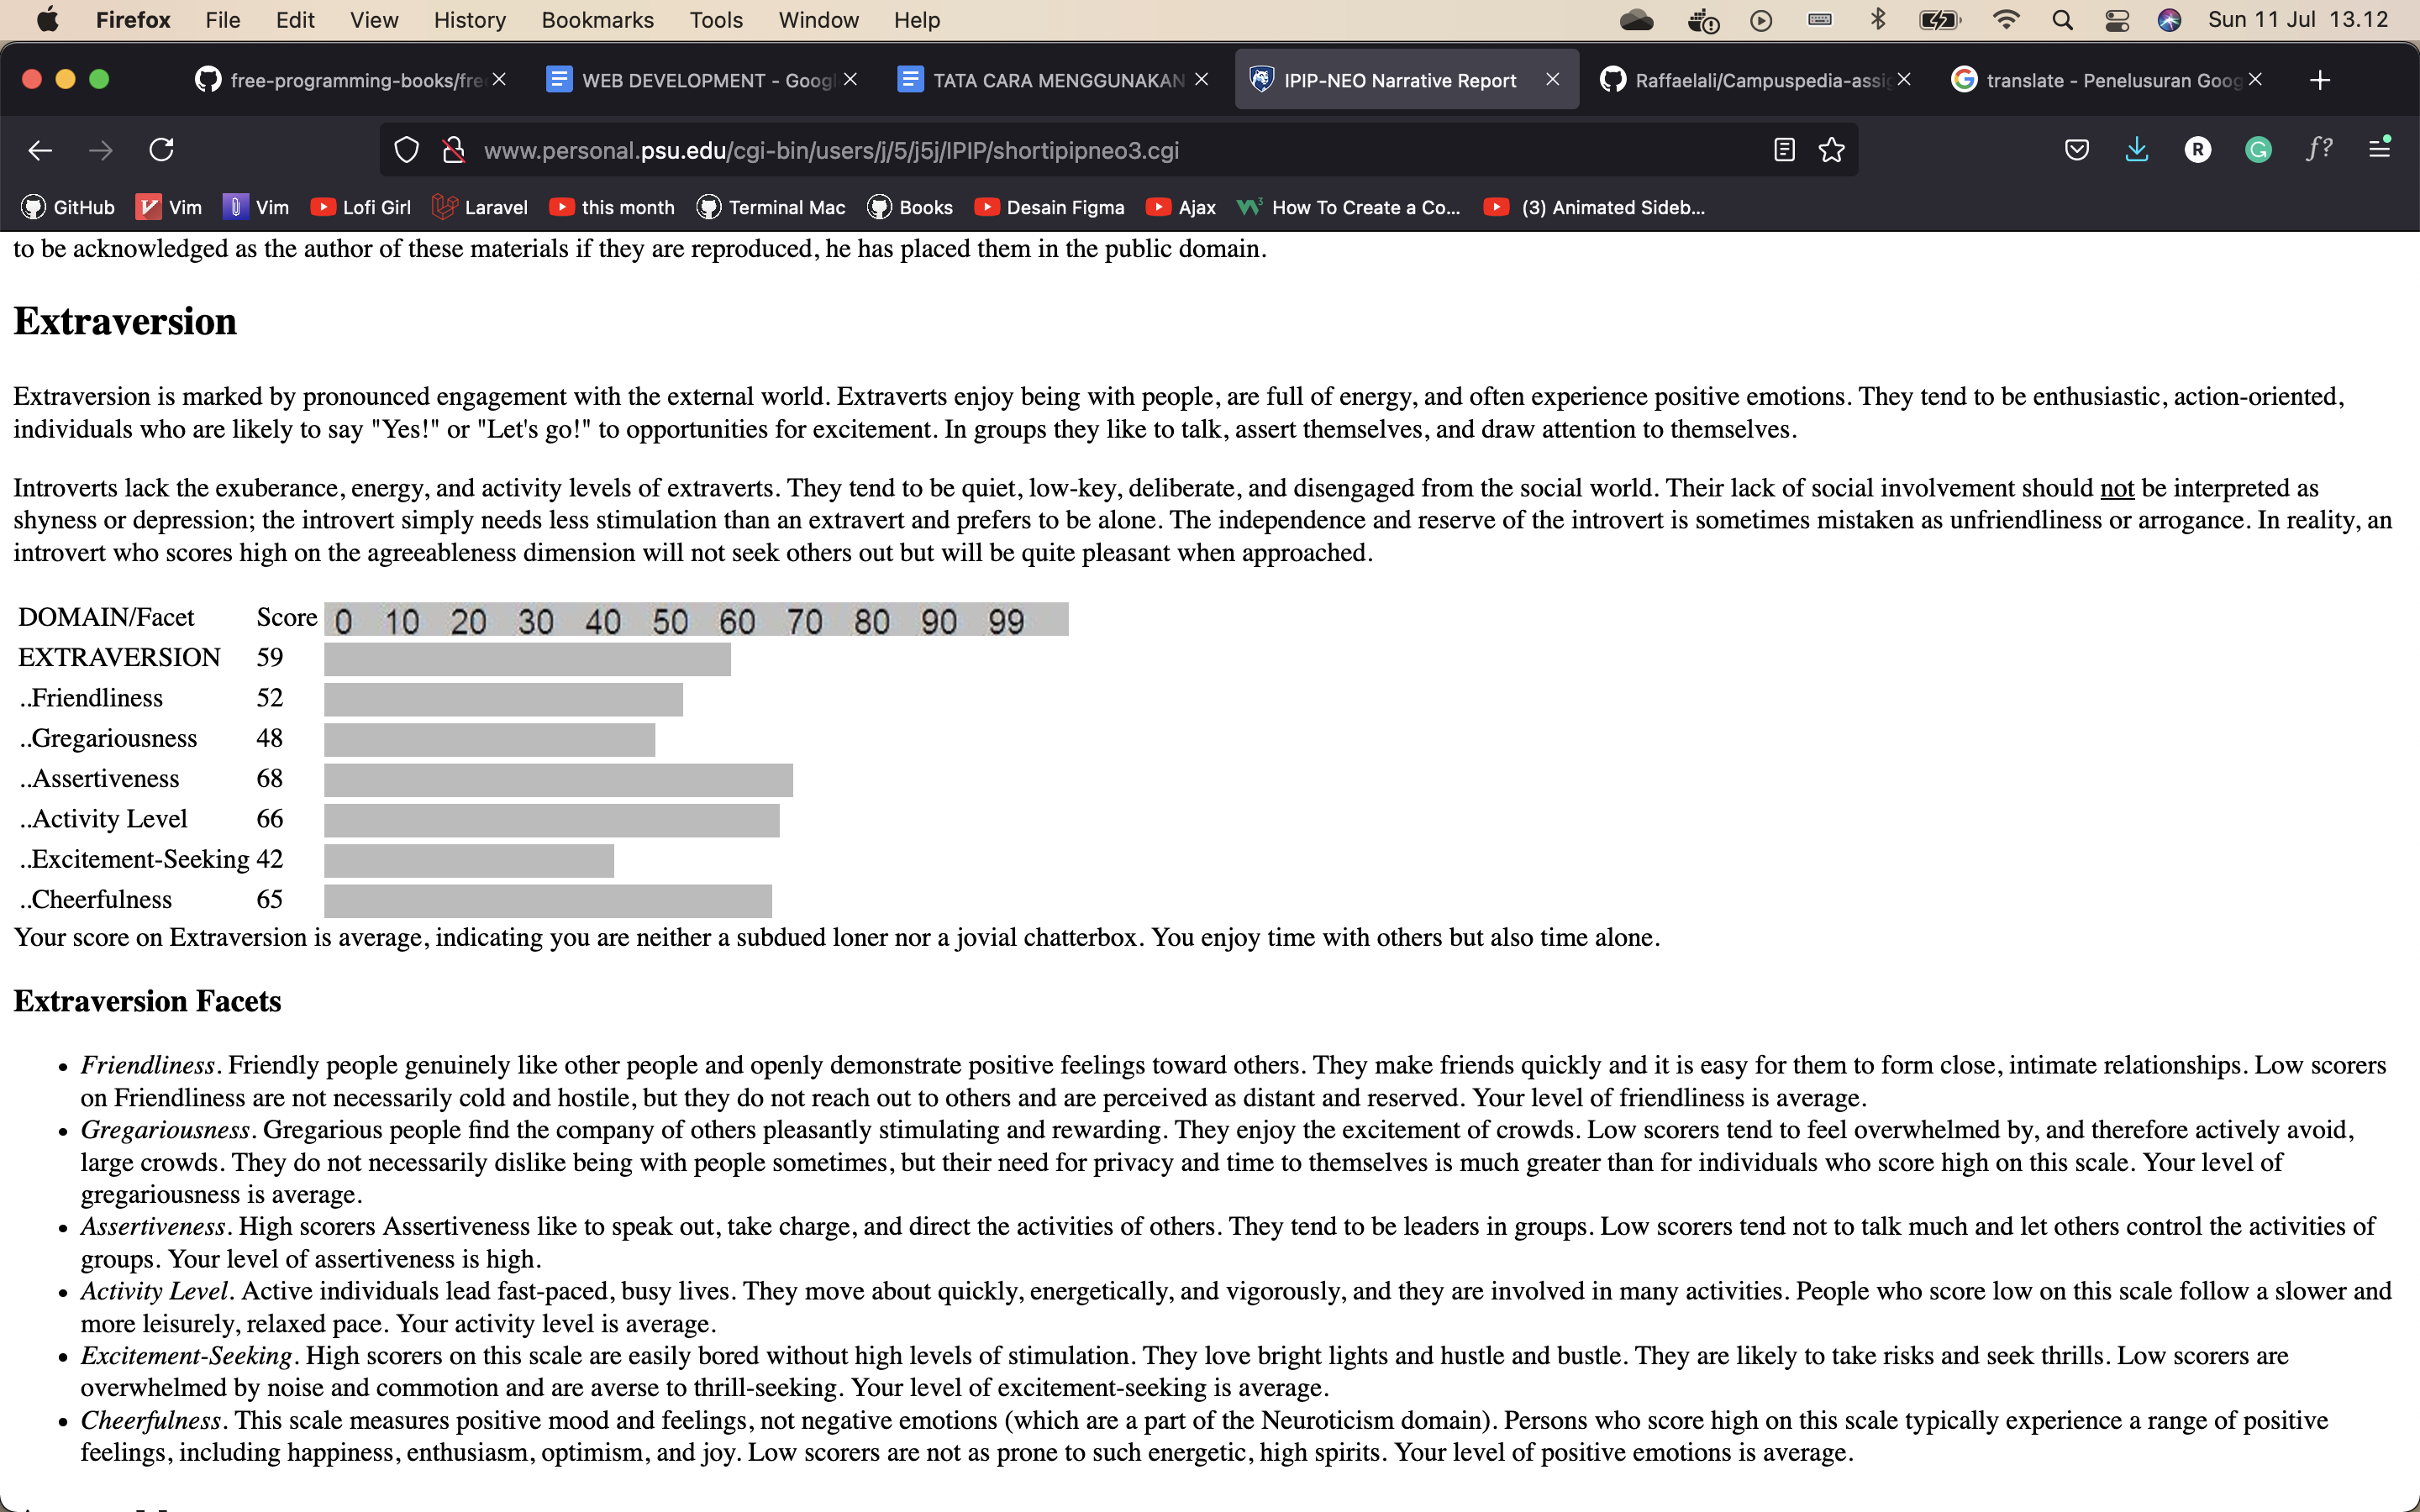 Firefox File Edit View History Bookmarks Tools Window Help Sun 11 Jul 13.12
free-programming-books/fre WEB DEVELOPMENT - Googl TATA CARA MENGGUNAKAN IPIP-NEO Narrative Report Raffaelali/Campuspedia-assig translate - Penelusuran Goog
www.personal.psu.edu/cgi-bin/users/j/5/j5j/IPIP/shortipipneo3.cgi
GitHub Vim Vim Lofi Girl Laravel this month Terminal Mac Books Desain Figma Ajax How To Create a Co... (3) Animated Sideb...
to be acknowledged as the author of these materials if they are reproduced, he has placed them in the public domain.
Extraversion
Extraversion is marked by pronounced engagement with the external world. Extraverts enjoy being with people, are full of energy, and often experience positive emotions. They tend to be enthusiastic, action-oriented,
individuals who are likely to say "Yes!" or "Let's go!" to opportunities for excitement. In groups they like to talk, assert themselves, and draw attention to themselves.
Introverts lack the exuberance, energy, and activity levels of extraverts. They tend to be quiet, low-key, deliberate, and disengaged from the social world. Their lack of social involvement should not be interpreted as
shyness or depression; the introvert simply needs less stimulation than an extravert and prefers to be alone. The independence and reserve of the introvert is sometimes mistaken as unfriendliness or arrogance. In reality, an
introvert who scores high on the agreeableness dimension will not seek others out but will be quite pleasant when approached.
DOMAIN/Facet Score 0 10 20 30 40 50 60 70 80 90 99
EXTRAVERSION 59
..Friendliness 52
..Gregariousness 48
..Assertiveness 68
..Activity Level 66
..Excitement-Seeking 42
..Cheerfulness 65
Your score on Extraversion is average, indicating you are neither a subdued loner nor a jovial chatterbox. You enjoy time with others but also time alone.
Extraversion Facets
• Friendliness. Friendly people genuinely like other people and openly demonstrate positive feelings toward others. They make friends quickly and it is easy for them to form close, intimate relationships. Low scorers
on Friendliness are not necessarily cold and hostile, but they do not reach out to others and are perceived as distant and reserved. Your level of friendliness is average.
• Gregariousness. Gregarious people find the company of others pleasantly stimulating and rewarding. They enjoy the excitement of crowds. Low scorers tend to feel overwhelmed by, and therefore actively avoid,
large crowds. They do not necessarily dislike being with people sometimes, but their need for privacy and time to themselves is much greater than for individuals who score high on this scale. Your level of
gregariousness is average.
• Assertiveness. High scorers Assertiveness like to speak out, take charge, and direct the activities of others. They tend to be leaders in groups. Low scorers tend not to talk much and let others control the activities of
groups. Your level of assertiveness is high.
• Activity Level. Active individuals lead fast-paced, busy lives. They move about quickly, energetically, and vigorously, and they are involved in many activities. People who score low on this scale follow a slower and
more leisurely, relaxed pace. Your activity level is average.
• Excitement-Seeking. High scorers on this scale are easily bored without high levels of stimulation. They love bright lights and hustle and bustle. They are likely to take risks and seek thrills. Low scorers are
overwhelmed by noise and commotion and are averse to thrill-seeking. Your level of excitement-seeking is average.
• Cheerfulness. This scale measures positive mood and feelings, not negative emotions (which are a part of the Neuroticism domain). Persons who score high on this scale typically experience a range of positive
feelings, including happiness, enthusiasm, optimism, and joy. Low scorers are not as prone to such energetic, high spirits. Your level of positive emotions is average.